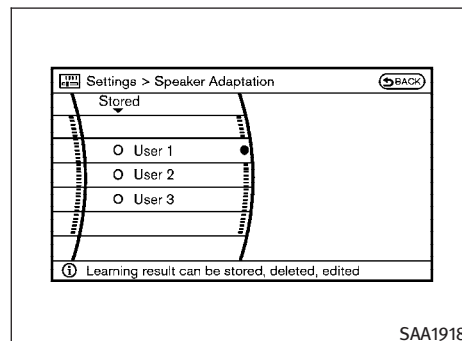 Settings > Speaker Adaptation
BACK
Stored
User 1
User 2
User 3
Learning result can be stored, deleted, edited
SAA1918